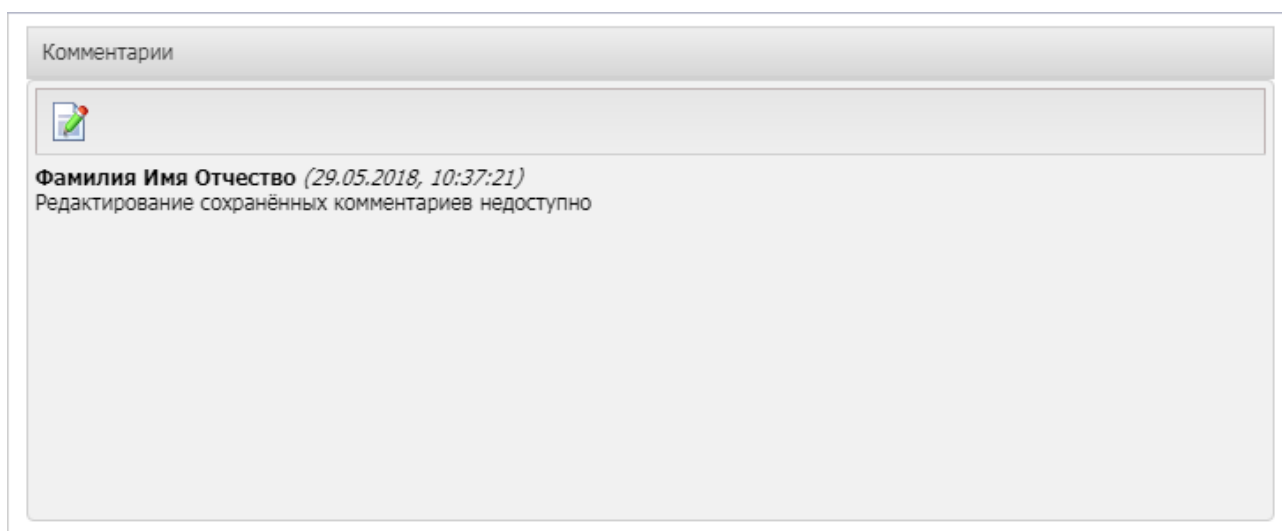 Комментарии
Фамилия Имя Отчество (29.05.2018, 10:37:21)
Редактирование сохранённых комментариев недоступно